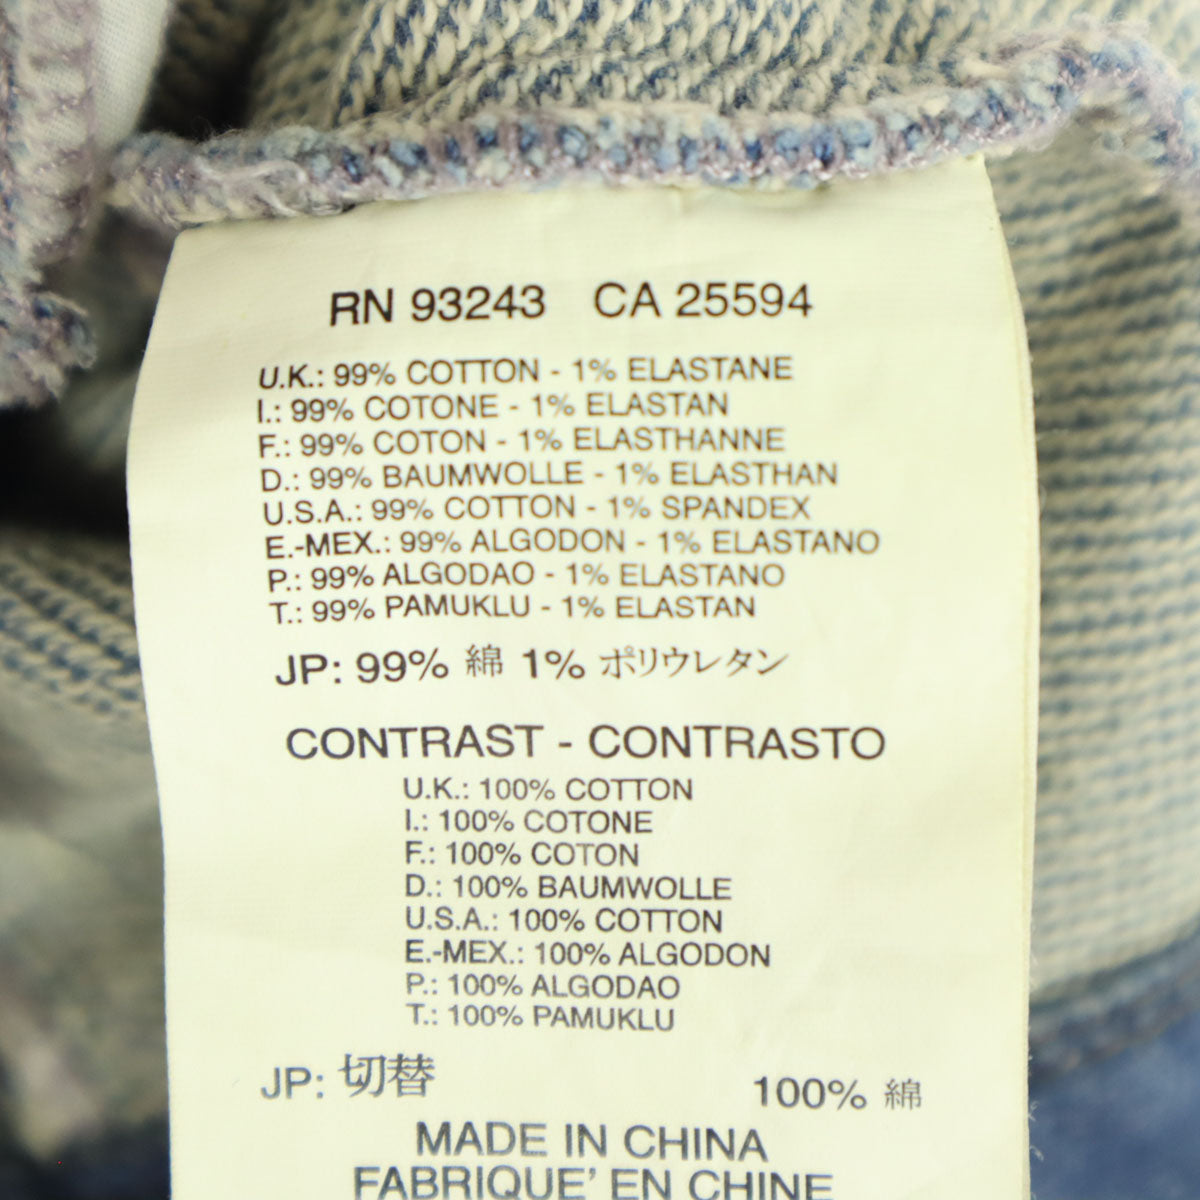 RN 93243 CA 25594
U.K.: 99% COTTON - 1% ELASTANE
I.: 99% COTONE - 1% ELASTAN
F.: 99% COTON - 1% ELASTHANNE
D.: 99% BAUMWOLLE - 1% ELASTHAN
U.S.A.: 99% COTTON - 1% SPANDEX
E.-MEX.: 99% ALGODON - 1% ELASTANO
P.: 99% ALGODAO - 1% ELASTANO
T.: 99% PAMUKLU - 1% ELASTAN
JP: 99% 綿 1% ポリウレタン
CONTRAST - CONTRASTO
U.K.: 100% COTTON
I.: 100% COTONE
F.: 100% COTON
D.: 100% BAUMWOLLE
U.S.A.: 100% COTTON
E.-MEX.: 100% ALGODON
P.: 100% ALGODAO
T.: 100% PAMUKLU
JP: 切替 100% 綿
MADE IN CHINA
FABRIQUE' EN CHINE